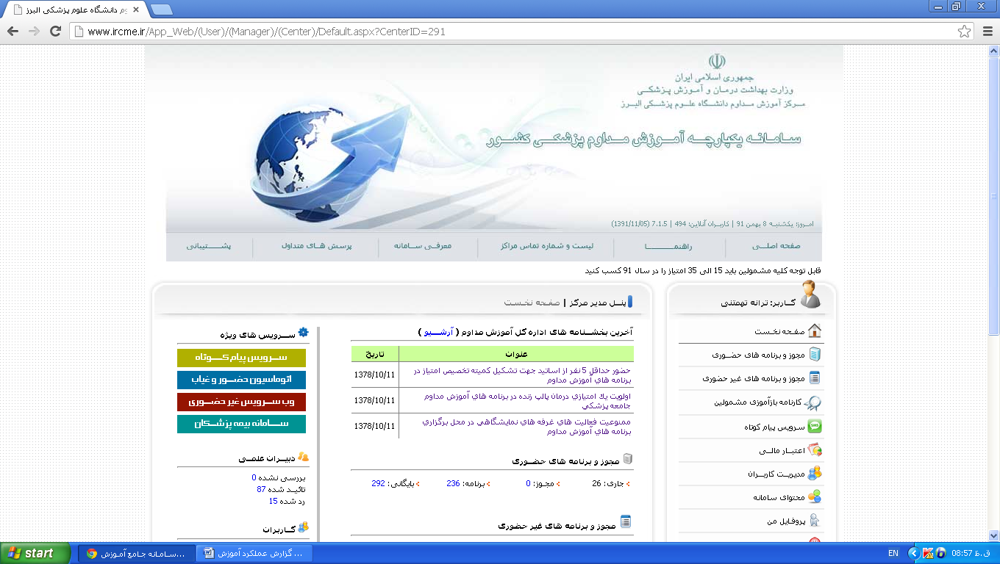 وم دانشگاه علوم پزشکی البرز
www.ircme.ir/App_Web/(User)/(Manager)/(Center)/Default.aspx?CenterID=291
جمهوری اسلامی ایران
وزارت بهداشت درمان و آموزش پزشکی
مرکز آموزش مداوم دانشگاه علوم پزشکی البرز
سامانه یکپارچه آموزش مداوم پزشکی کشور
امروز: یکشنبه 8 بهمن 91 | کاربران آنلاین: 494 | 7.1.5 (1391/11/05)
صفحه اصلی
راهنما
لیست و شماره تماس مراکز
معرفی سامانه
پرسش های متداول
پشتیبانی
قابل توجه کلیه مشمولین باید 15 الی 35 امتیاز را در سال 91 کسب کنید
کاربر: ترانه تهمتنی
صفحه نخست
مجوز و برنامه های حضوری
مجوز و برنامه های غیر حضوری
کارنامه بازآموزی مشمولین
سرویس پیام کوتاه
اعتبار مالی
مدیریت کاربران
محتوای سامانه
پروفایل من
پنل مدیر مرکز | صفحه نخست
آخرین بخشنامه های اداره کل آموزش مداوم ( آرشیو )
عنوان
تاریخ
حضور حداقل 5 نفر از اساتید جهت تشکیل کمیته تخصیص امتیاز در
برنامه هاي آموزش مداوم
1378/10/11
اولويت يك امتيازي درمان پالپ زنده در برنامه هاي آموزش مداوم
جامعه پزشكي
1378/10/11
ممنوعيت فعاليت هاي غرفه هاي نمايشگاهي در محل برگزاري
برنامه هاي آموزش مداوم
1378/10/11
مجوز و برنامه های حضوری
جاری: 26
مجوز: 0
برنامه: 236
بایگانی: 292
مجوز و برنامه های غیر حضوری
سرویس های ویژه
سرویس پیام کوتاه
اتوماسیون حضور و غیاب
وب سرویس غیر حضوری
سامانه بیمه پزشکان
دبیران علمی
بررسی نشده 0
تائید شده 87
رد شده 15
کاربران
start
سامانه جامع آموزش...
گزارش عملکرد آموزش ...
EN
08:57 ق.ظ